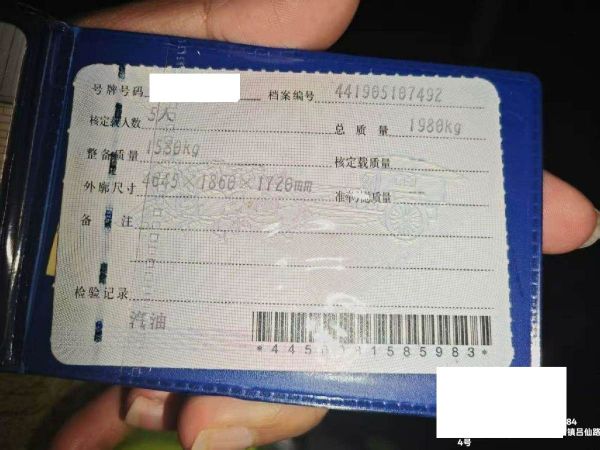 号牌号码 档案编号 441905107492
核定载人数 5人 总质量 1980kg
整备质量 1580kg 核定载质量
外廓尺寸 4645×1860×1720mm 准牵引总质量
备注
检验记录
汽油
84
镇吕仙路
4号